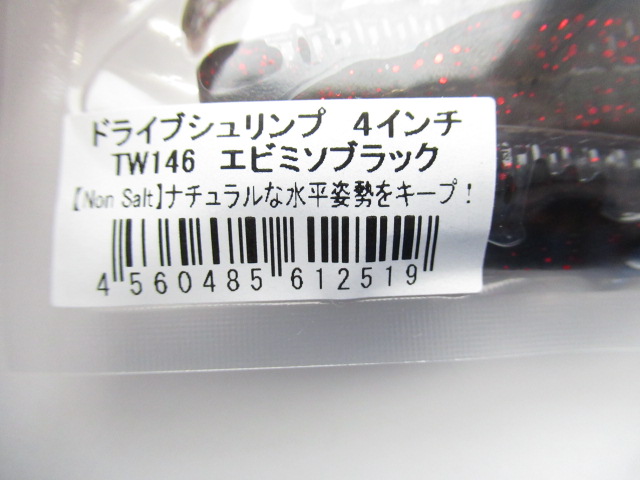 ドライブシュリンプ 4インチ
TW146 エビミソブラック
【Non Salt】ナチュラルな水平姿勢をキープ!
4 560485 612519